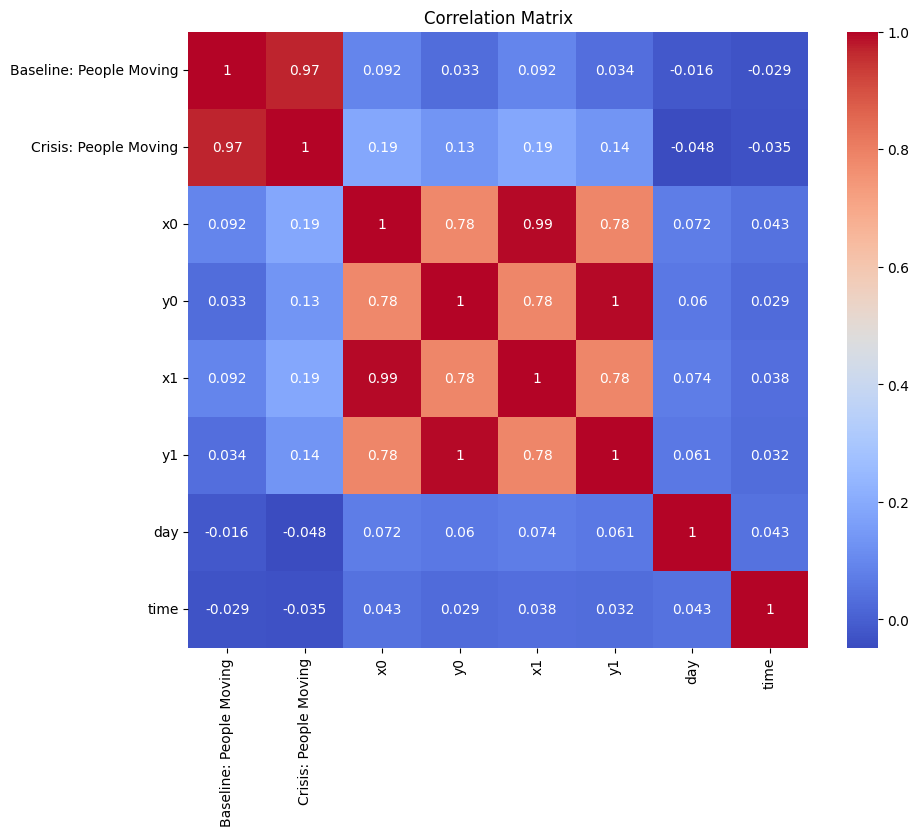 Correlation Matrix
Baseline: People Moving 1 0.97 0.092 0.033 0.092 0.034 -0.016 -0.029
Crisis: People Moving 0.97 1 0.19 0.13 0.19 0.14 -0.048 -0.035
x0 0.092 0.19 1 0.78 0.99 0.78 0.072 0.043
y0 0.033 0.13 0.78 1 0.78 1 0.06 0.029
x1 0.092 0.19 0.99 0.78 1 0.78 0.074 0.038
y1 0.034 0.14 0.78 1 0.78 1 0.061 0.032
day -0.016 -0.048 0.072 0.06 0.074 0.061 1 0.043
time -0.029 -0.035 0.043 0.029 0.038 0.032 0.043 1
Baseline: People Moving
Crisis: People Moving
x0
y0
x1
y1
day
time
1.0
0.8
0.6
0.4
0.2
0.0